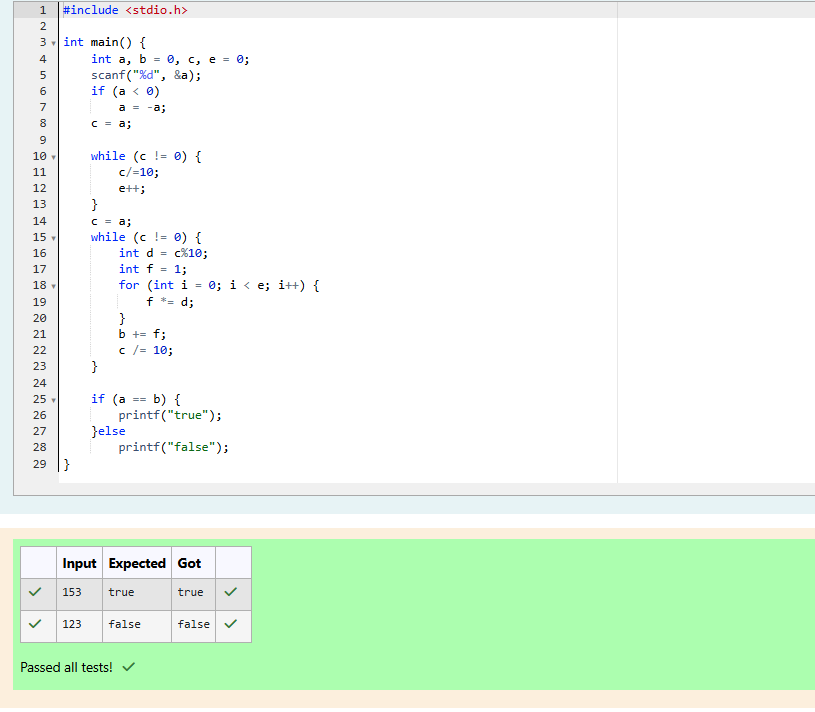 1 #include <stdio.h>
2
3 int main() {
4     int a, b = 0, c, e = 0;
5     scanf("%d", &a);
6     if (a < 0)
7         a = -a;
8     c = a;
9
10     while (c != 0) {
11         c/=10;
12         e++;
13     }
14     c = a;
15     while (c != 0) {
16         int d = c%10;
17         int f = 1;
18         for (int i = 0; i < e; i++) {
19             f *= d;
20         }
21         b += f;
22         c /= 10;
23     }
24
25     if (a == b) {
26         printf("true");
27     }else
28         printf("false");
29 }
Input Expected Got
153 true true
123 false false
Passed all tests!